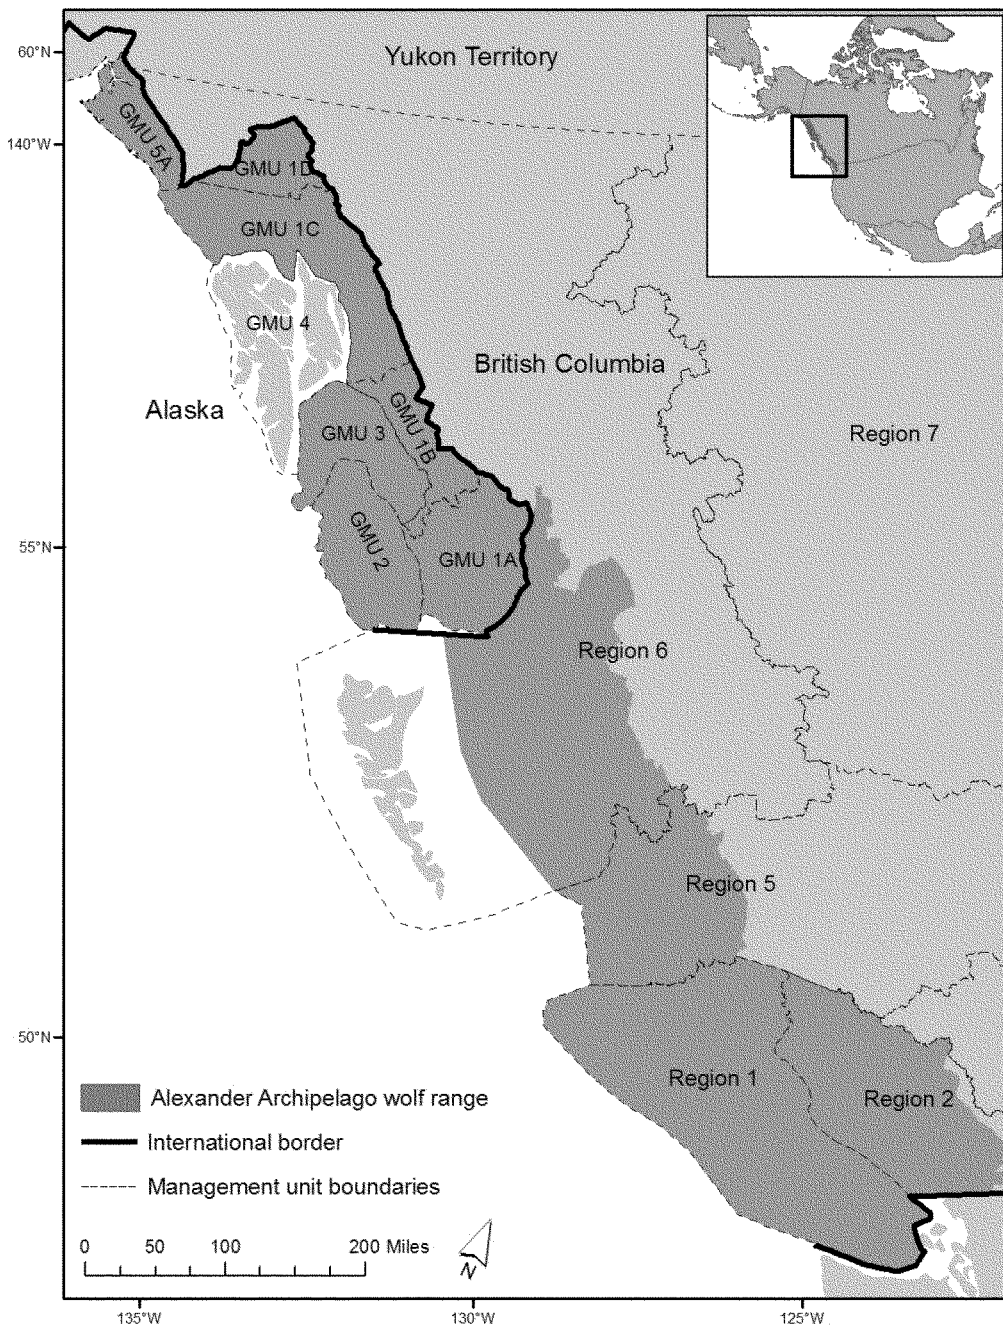 60°N
Yukon Territory
140°W
GMU 5A
GMU 1D
GMU 1C
GMU 4
British Columbia
Alaska
GMU 3
GMU 1B
Region 7
55°N
GMU 2
GMU 1A
Region 6
Region 5
50°N
Region 1
Region 2
Alexander Archipelago wolf range
International border
Management unit boundaries
0 50 100 200 Miles
N
135°W 130°W 125°W